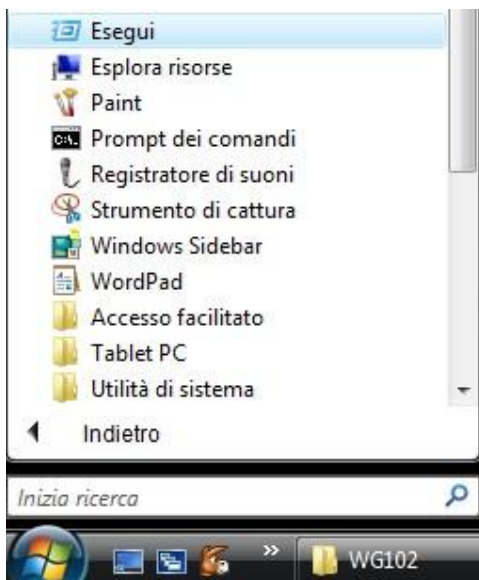 Esegui
Esplora risorse
Paint
Prompt dei comandi
Registratore di suoni
Strumento di cattura
Windows Sidebar
WordPad
Accesso facilitato
Tablet PC
Utilità di sistema
Indietro
Inizia ricerca
WG102